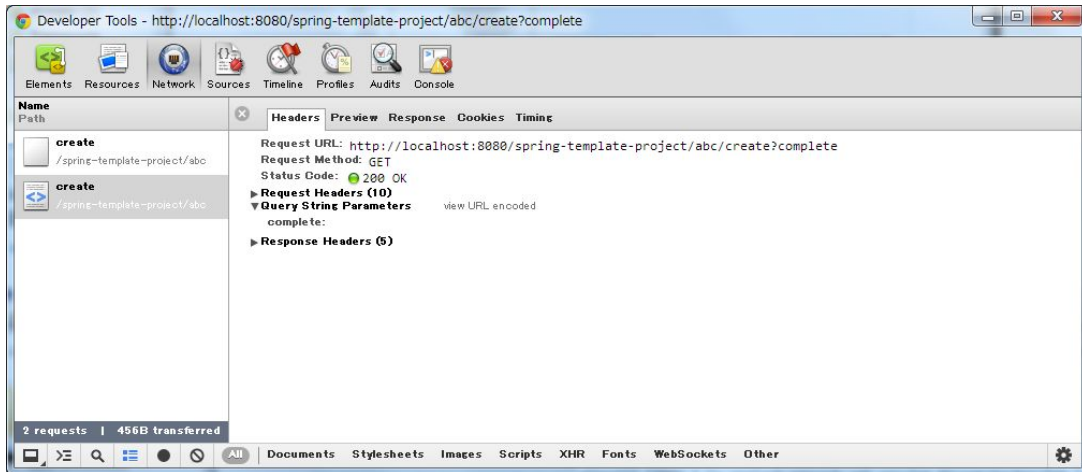 Developer Tools - http://localhost:8080/spring-template-project/abc/create?complete
Elements Resources Network Sources Timeline Profiles Audits Console
Name
Path
Headers Preview Response Cookies Timing
create
/spring-template-project/abc
create
/spring-template-project/abc
Request URL: http://localhost:8080/spring-template-project/abc/create?complete
Request Method: GET
Status Code: 200 OK
Request Headers (10)
Query String Parameters view URL encoded
complete:
Response Headers (5)
2 requests | 456B transferred
All Documents Stylesheets Images Scripts XHR Fonts WebSockets Other